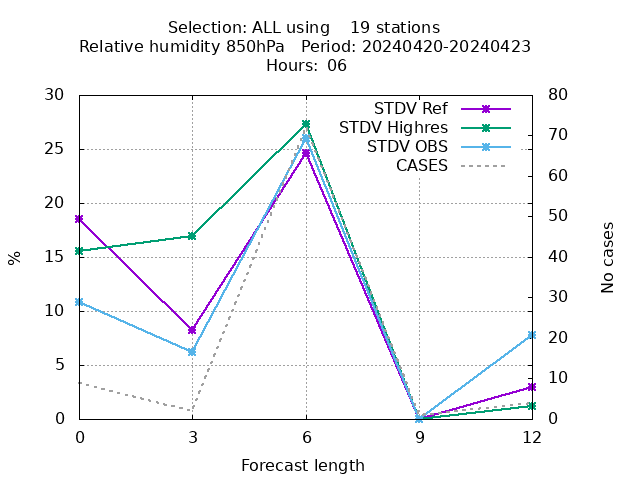 Selection: ALL using    19 stations
Relative humidity 850hPa   Period: 20240420-20240423
Hours: 06
30
25
20
15
10
5
0
80
70
60
50
40
30
20
10
0
STDV Ref
STDV Highres
STDV OBS
CASES
%
No cases
0 3 6 9 12
Forecast length